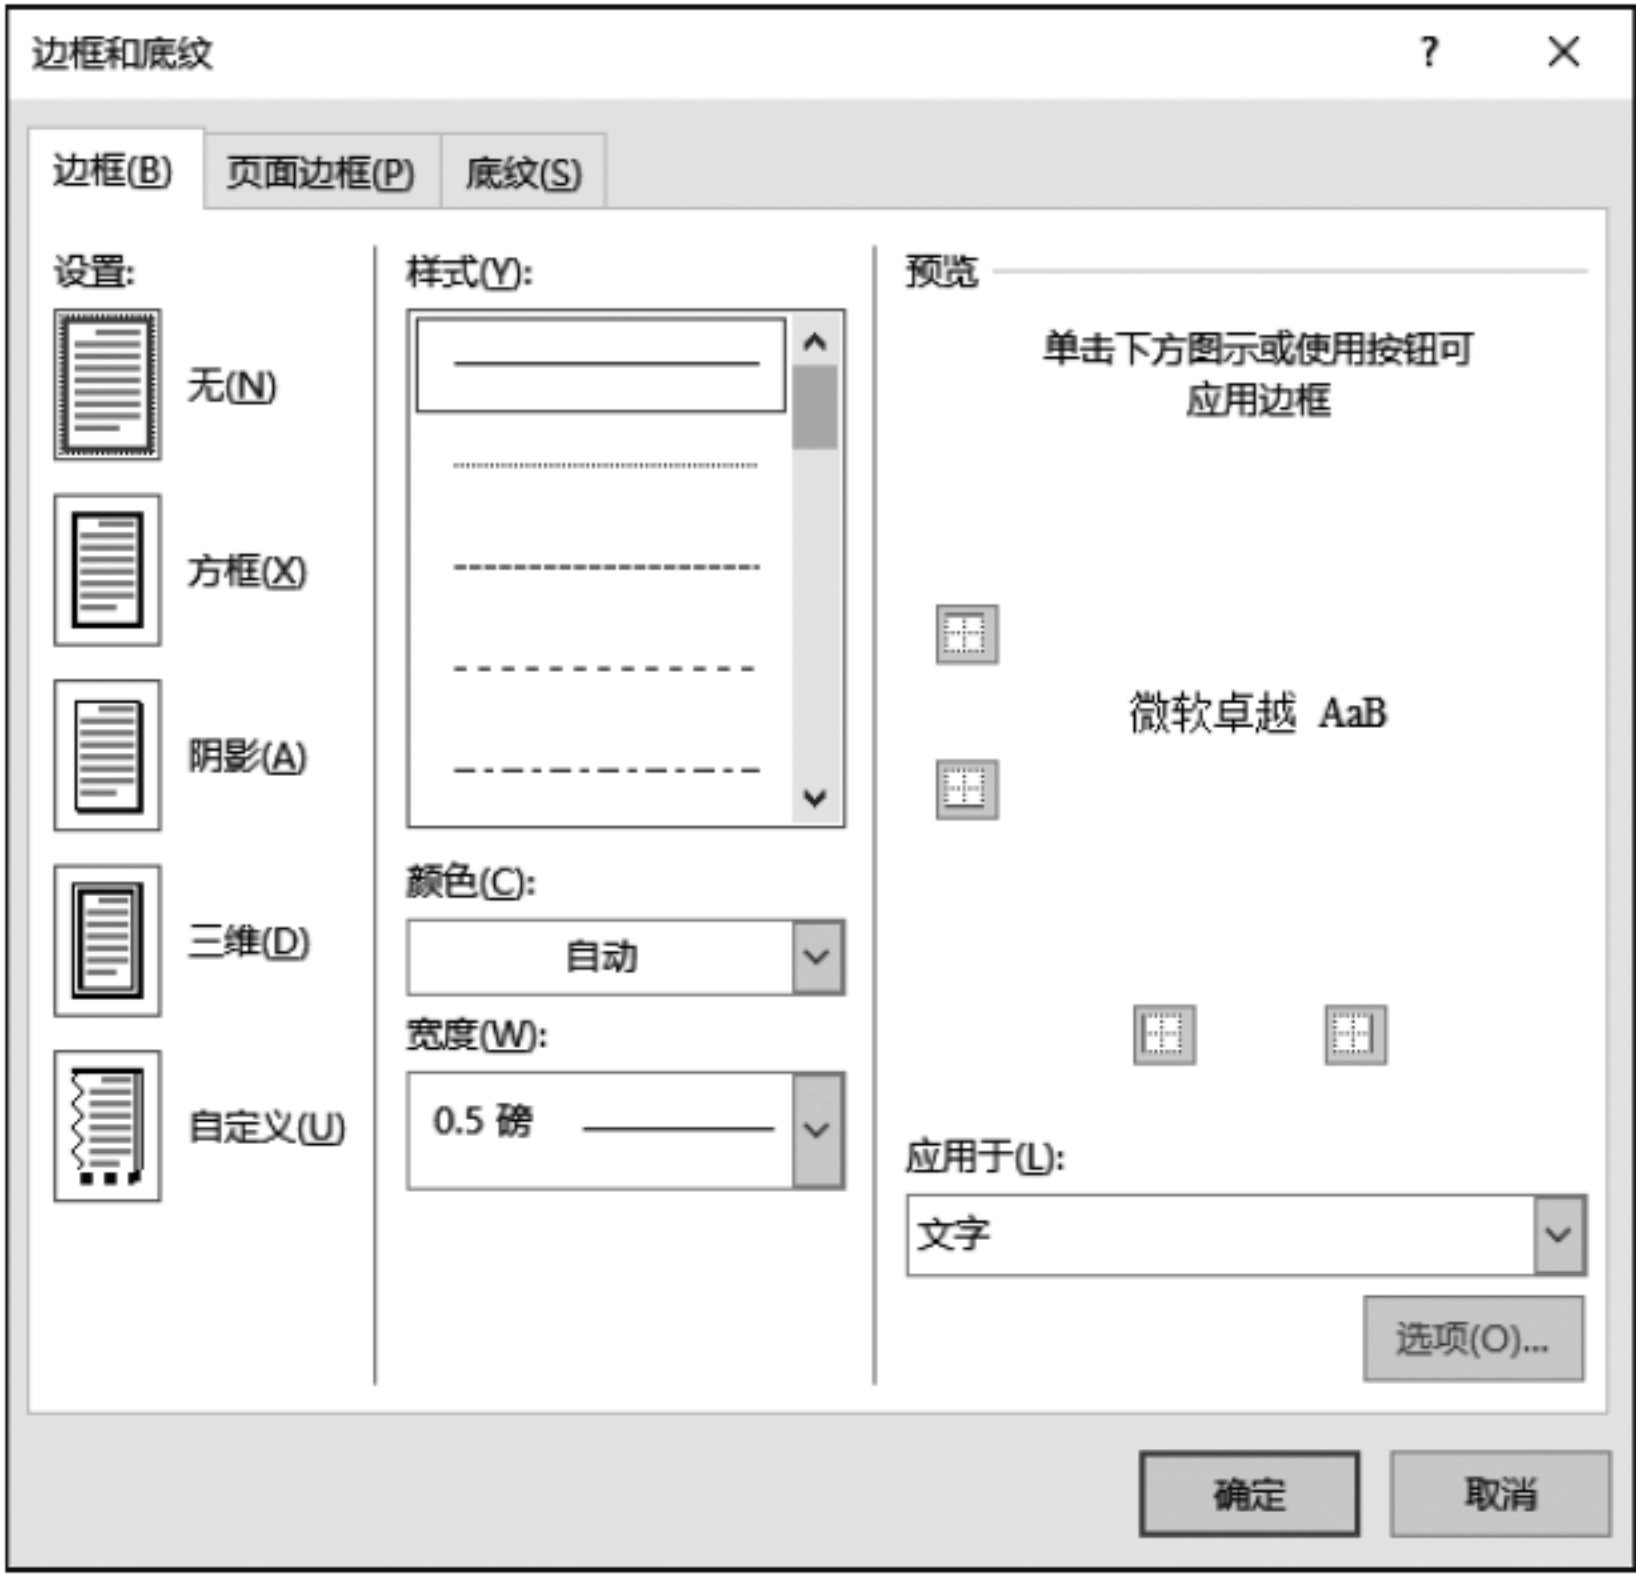 边框和底纹
?
边框(B)
页面边框(P)
底纹(S)
设置:
无(N)
方框(X)
阴影(A)
三维(D)
自定义(U)
样式(Y):
颜色(C):
自动
宽度(W):
0.5 磅
预览
单击下方图示或使用按钮可
应用边框
微软卓越 AaB
应用于(L):
文字
选项(O)...
确定
取消